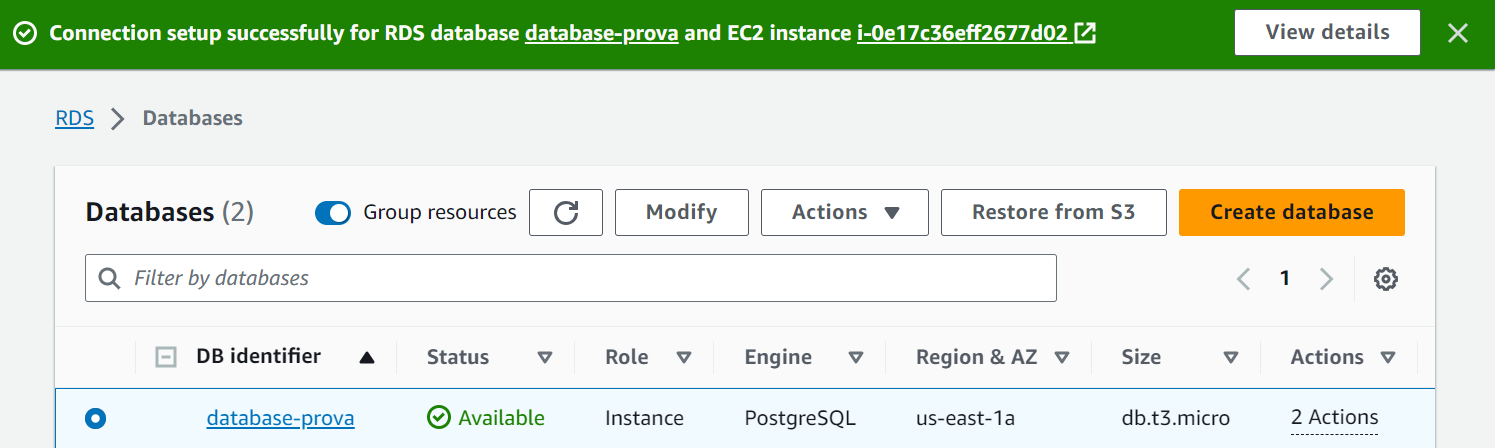 Connection setup successfully for RDS database database-prova and EC2 instance i-0e17c36eff2677d02
View details
RDS
Databases
Databases (2)
Group resources
Modify
Actions
Restore from S3
Create database
Filter by databases
1
DB identifier
Status
Role
Engine
Region & AZ
Size
Actions
database-prova
Available
Instance
PostgreSQL
us-east-1a
db.t3.micro
2 Actions